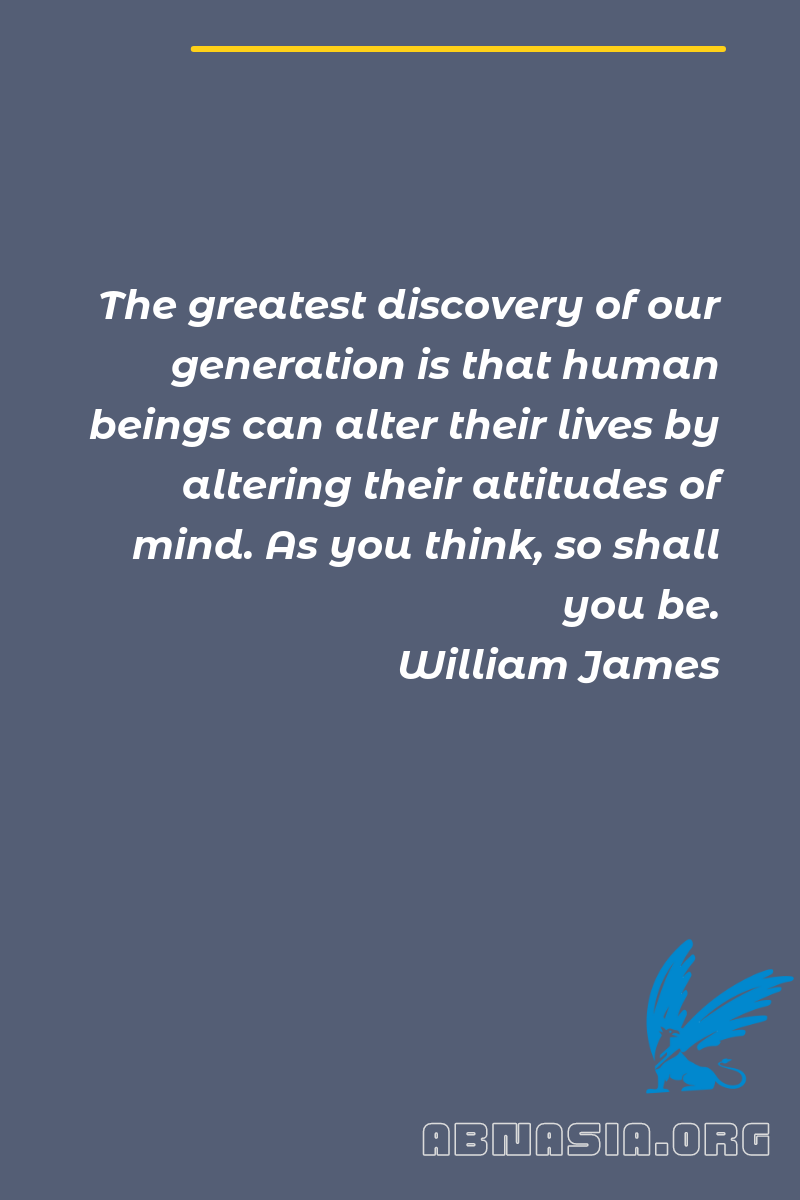 The greatest discovery of our
generation is that human
beings can alter their lives by
altering their attitudes of
mind. As you think, so shall
you be.
William James
ABNASIA.ORG